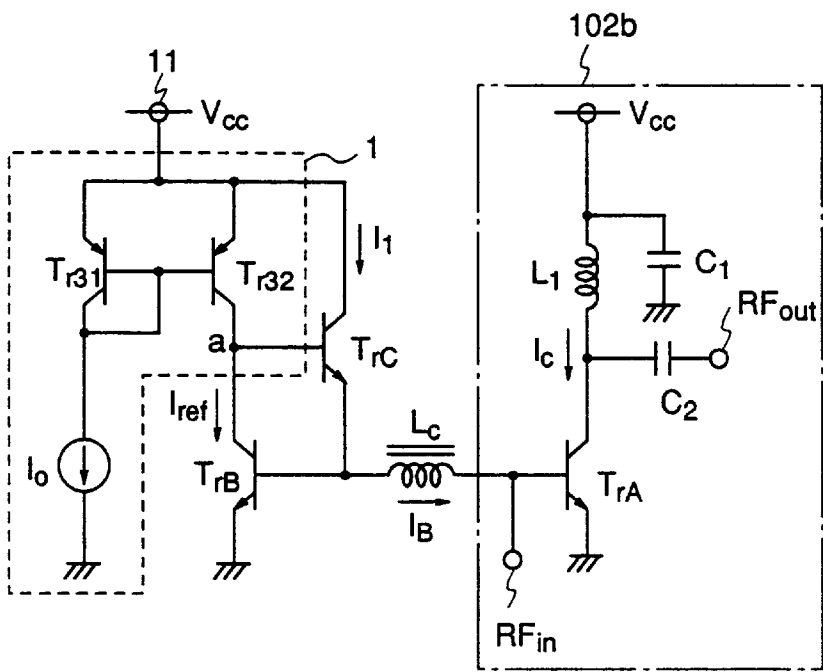 102b
11
Vcc
Vcc
1
I1
Tr31
Tr32
L1
C1
RFout
a
TrC
Ic
C2
Iref
Lc
Io
TrB
IB
TrA
RFin